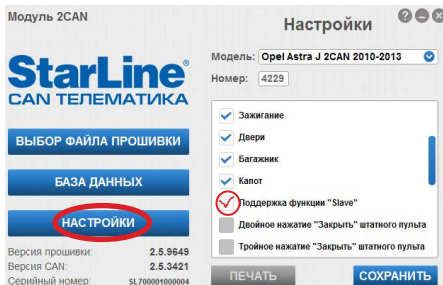 Модуль 2CAN
Настройки
StarLine®
CAN ТЕЛЕМАТИКА
ВЫБОР ФАЙЛА ПРОШИВКИ
БАЗА ДАННЫХ
НАСТРОЙКИ
Версия прошивки: 2.5.9649
Версия CAN: 2.5.3421
Серийный номер: SL700001000004
Модель: Opel Astra J 2CAN 2010-2013
Номер: 4229
Зажигание
Двери
Багажник
Капот
Поддержка функции "Slave"
Двойное нажатие "Закрыть" штатного пульта
Тройное нажатие "Закрыть" штатного пульта
ПЕЧАТЬ
СОХРАНИТЬ